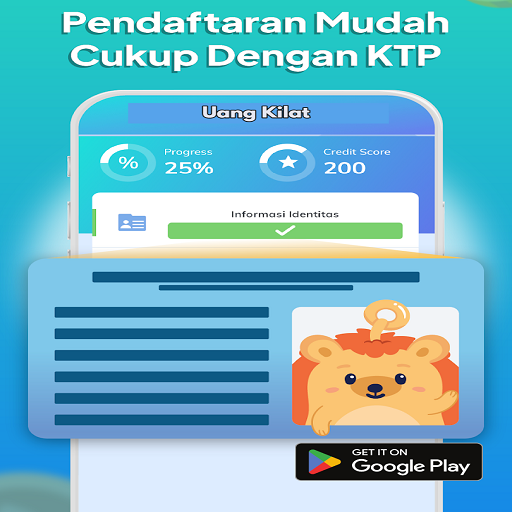 Pendaftaran Mudah
Cukup Dengan KTP
Uang Kilat
%
Progress
25%
Credit Score
200
Informasi Identitas
GET IT ON
Google Play